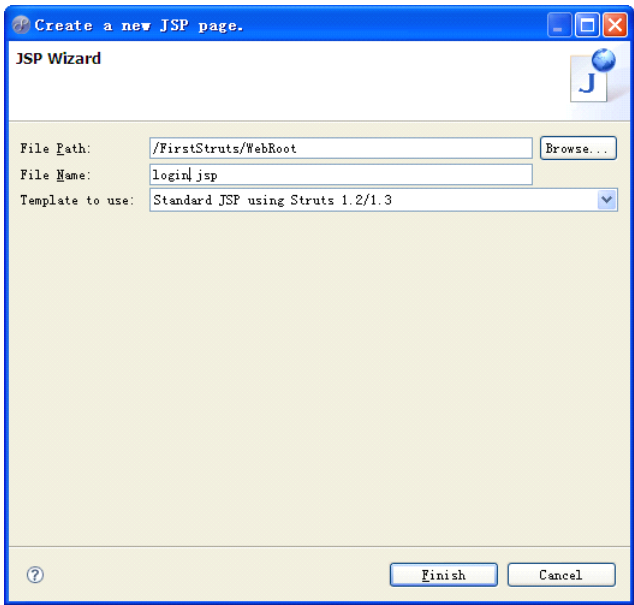 Create a new JSP page.
JSP Wizard
J
File Path: /FirstStruts/WebRoot Browse...
File Name: login.jsp
Template to use: Standard JSP using Struts 1.2/1.3
?
Finish Cancel